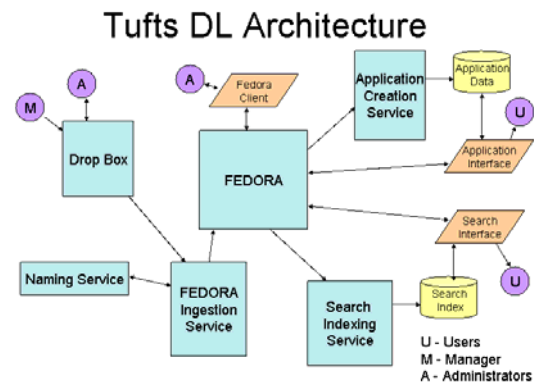 Tufts DL Architecture
A
M
Drop Box
A
Fedora
Client
Application
Creation
Service
Application
Data
U
Application
Interface
FEDORA
Search
Interface
Naming Service
FEDORA
Ingestion
Service
Search
Indexing
Service
Search
Index
U
U - Users
M - Manager
A - Administrators